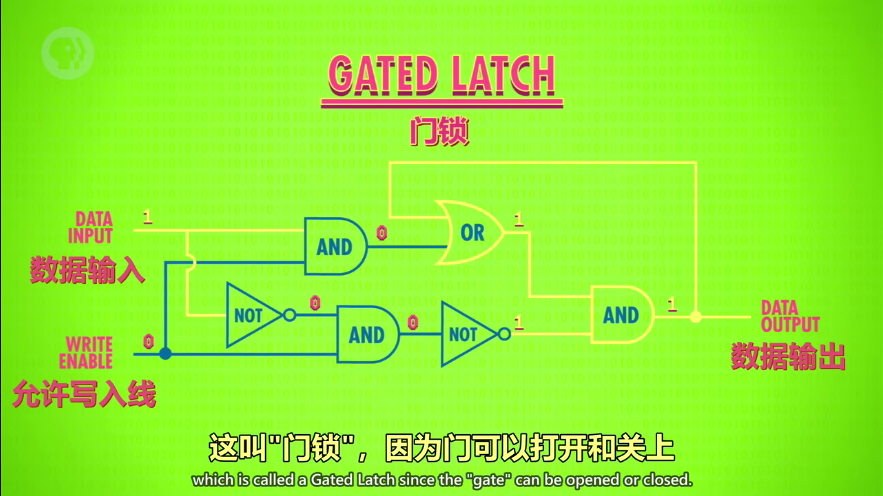 GATED LATCH
门锁
DATA
INPUT
1
数据输入
WRITE
ENABLE
0
允许写入线
AND
0
OR
1
NOT
0
AND
0
NOT
1
AND
1
DATA
OUTPUT
数据输出
这叫"门锁"，因为门可以打开和关上
which is called a Gated Latch since the "gate" can be opened or closed.